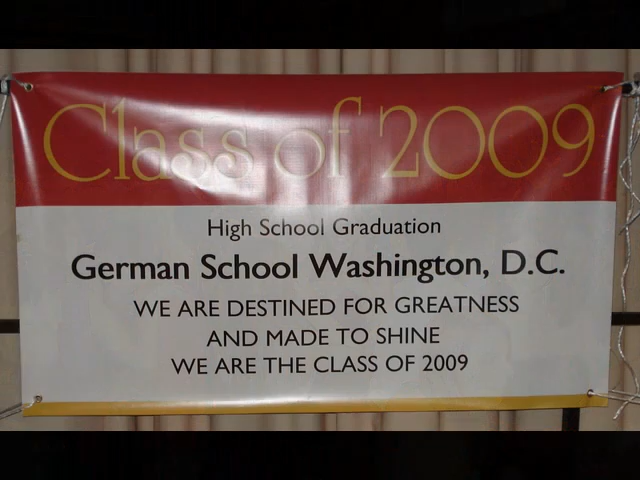 Class of 2009
High School Graduation
German School Washington, D.C.
WE ARE DESTINED FOR GREATNESS
AND MADE TO SHINE
WE ARE THE CLASS OF 2009